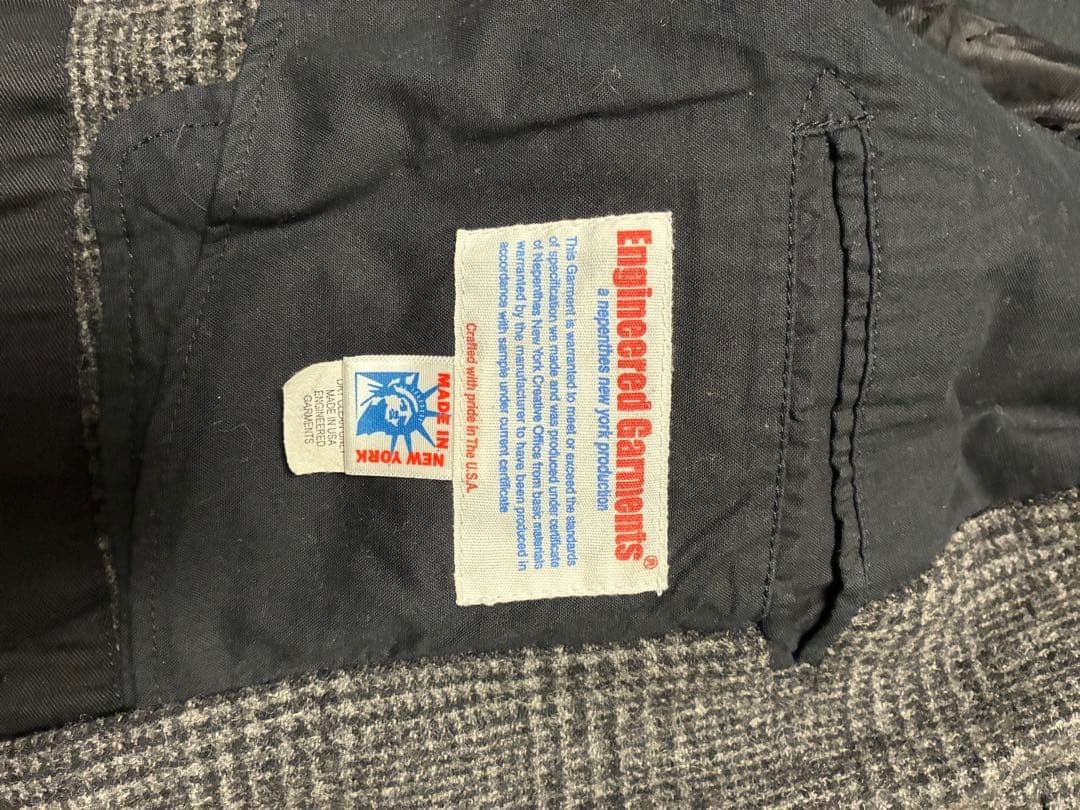 Engineered Garments®
a nepenthes new york production
This Garment is warranted to meet or exceed the standards
of specification we made and was produced under certificate
of Nepenthes New York Creative Office from basic materials
warranted by the manufacturer to have been produced in
accordance with sample under current certificate
Crafted with pride in The U.S.A.
MADE IN
NEW YORK
DRY CLEAN ONLY
MADE IN USA
ENGINEERED
GARMENTS